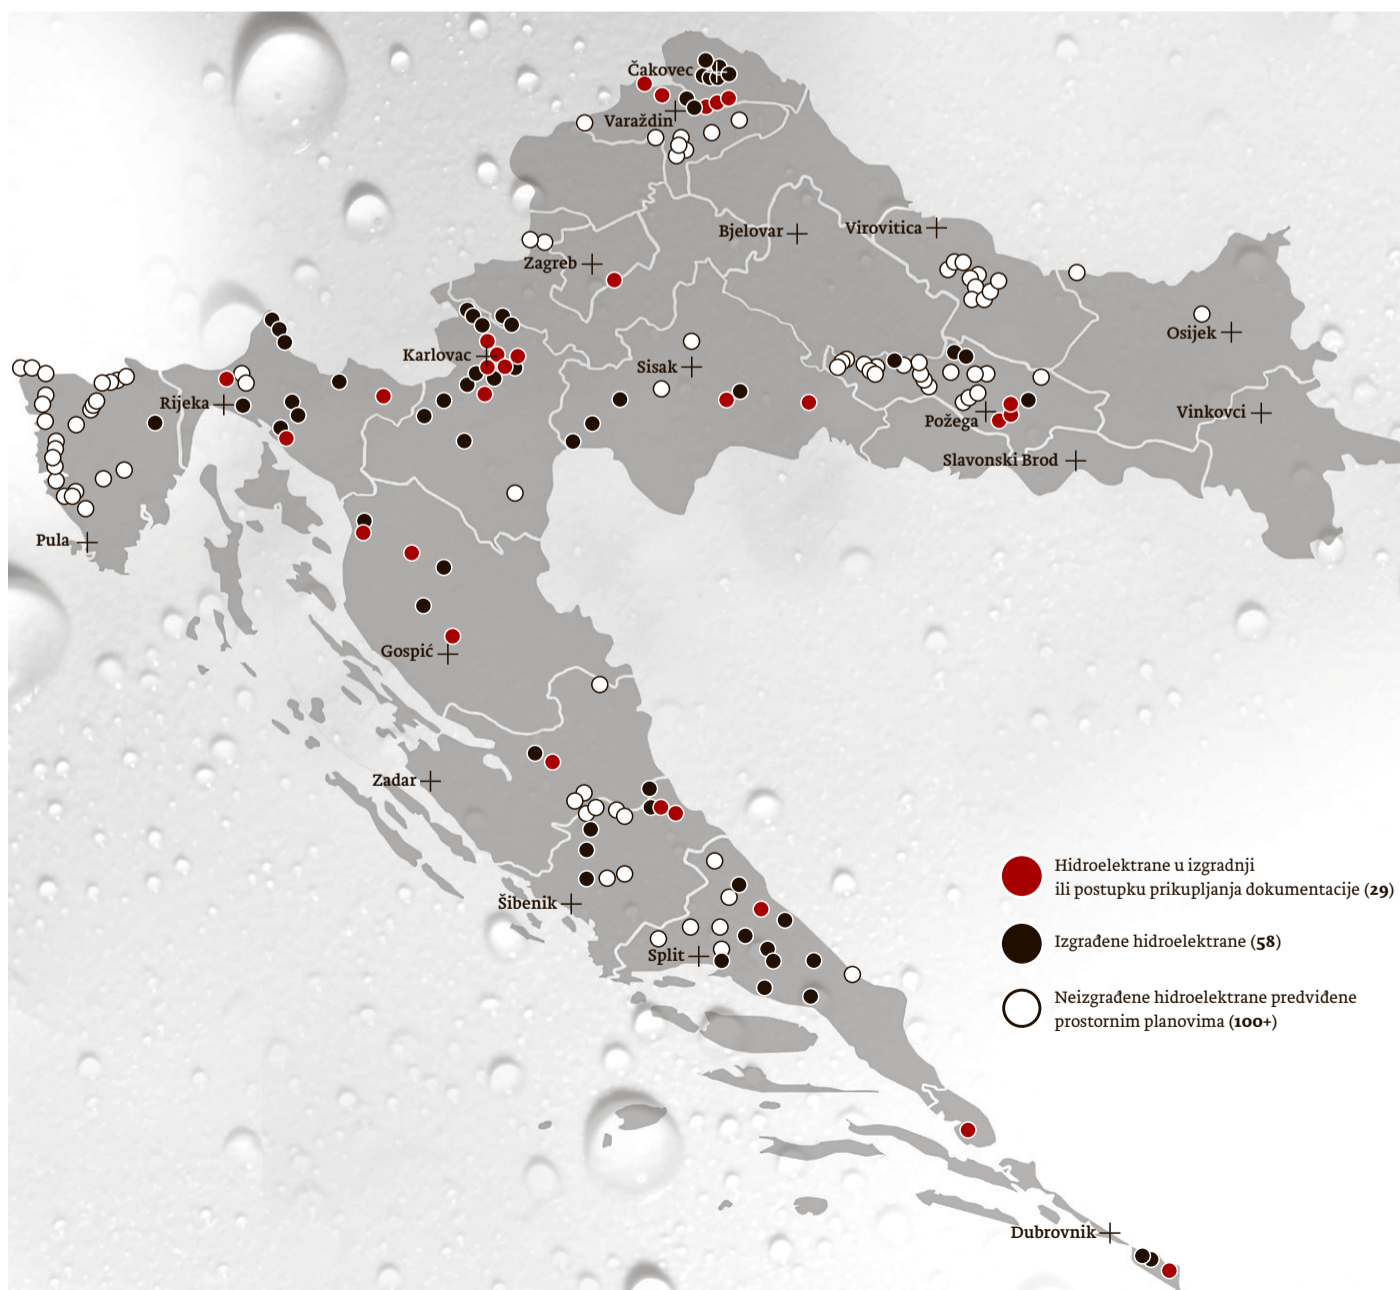 Čakovec
Varaždin
Bjelovar
Virovitica
Zagreb
Osijek
Karlovac
Sisak
Rijeka
Vinkovci
Požega
Slavonski Brod
Pula
Gospić
Zadar
Hidroelektrane u izgradnji
ili postupku prikupljanja dokumentacije (29)
Šibenik
Izgrađene hidroelektrane (58)
Split
Neizgrađene hidroelektrane predviđene
prostornim planovima (100+)
Dubrovnik